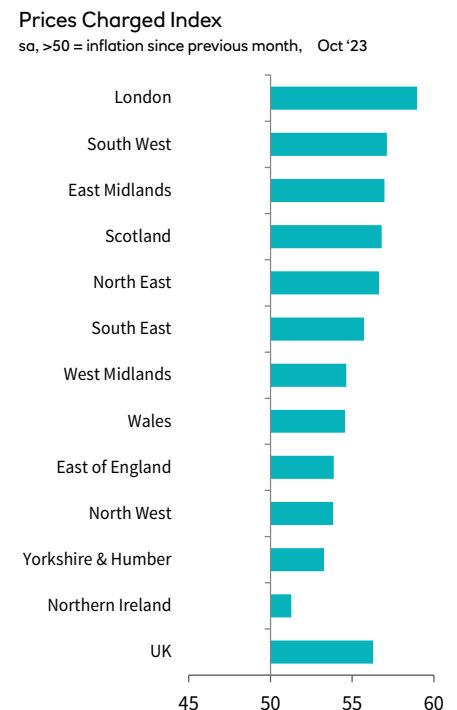 Prices Charged Index
sa, >50 = inflation since previous month, Oct ‘23
London
South West
East Midlands
Scotland
North East
South East
West Midlands
Wales
East of England
North West
Yorkshire & Humber
Northern Ireland
UK
45 50 55 60